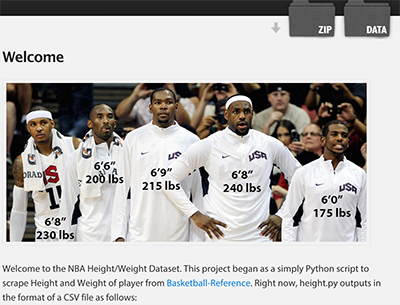 ZIP
DATA
Welcome
6'8"
230 lbs
6'6"
200 lbs
6'9"
215 lbs
6'8"
240 lbs
6'0"
175 lbs
USA
USA
USA
USA
Welcome to the NBA Height/Weight Dataset. This project began as a simply Python script to
scrape Height and Weight of player from Basketball-Reference. Right now, height.py outputs in
the format of a CSV file as follows: